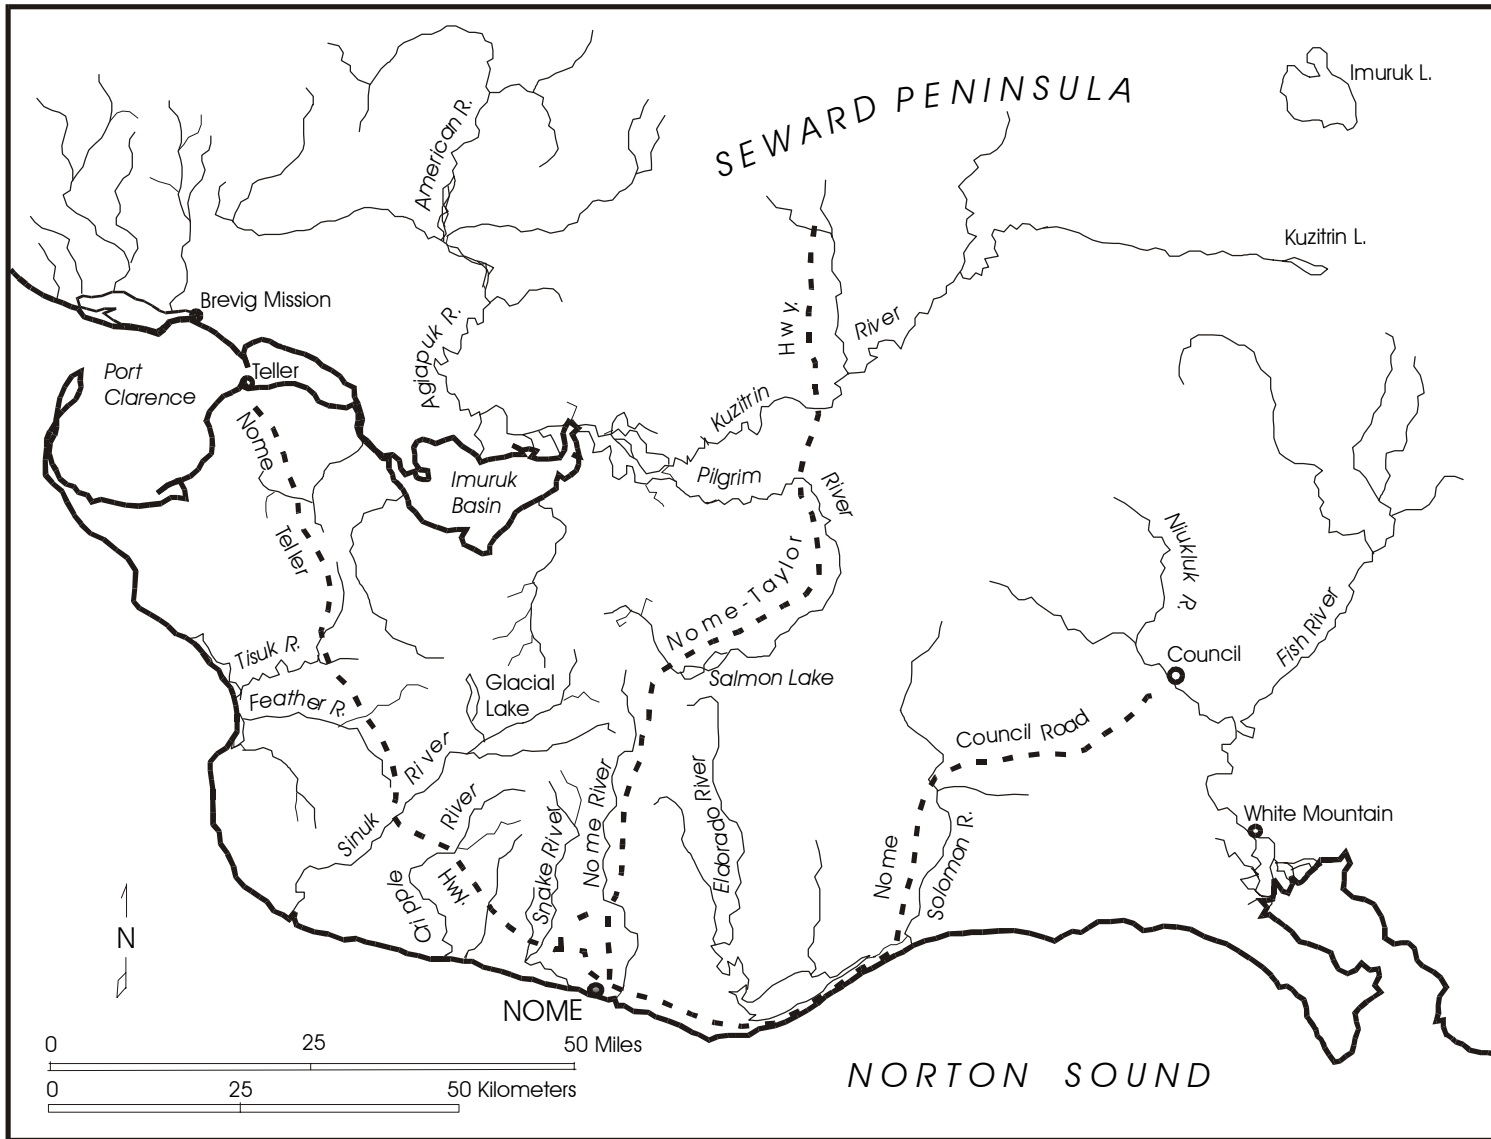 SEWARD PENINSULA
Imuruk L.
American R.
Kuzitrin L.
Brevig Mission
Hwy.
River
Agiapuk R.
Port
Clarence
Teller
Kuzitrin
Nome
Imuruk
Basin
Pilgrim
River
Teller
Niukluk R.
Nome-Taylor
Fish River
Tisuk R.
Council
Salmon Lake
Glacial
Lake
Feather R.
Council Road
River
Sinuk
River
Nome River
Eldorado River
White Mountain
Snake River
Hwy.
Cripple
Nome
Solomon R.
N
NOME
0 25 50 Miles
0 25 50 Kilometers
NORTON SOUND